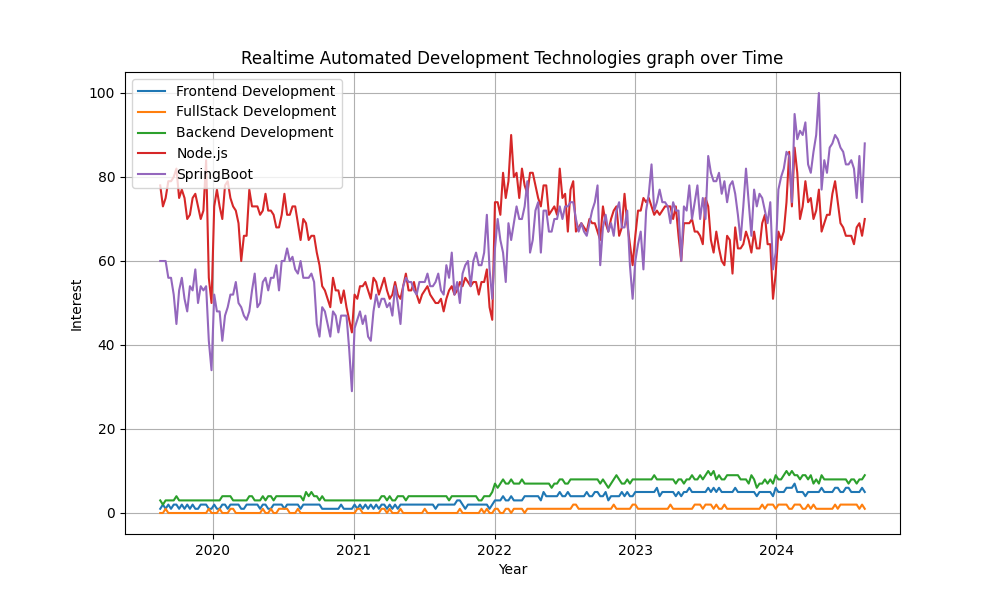 Realtime Automated Development Technologies graph over Time
100
80
60
40
20
0
Interest
Frontend Development
FullStack Development
Backend Development
Node.js
SpringBoot
2020
2021
2022
2023
2024
Year